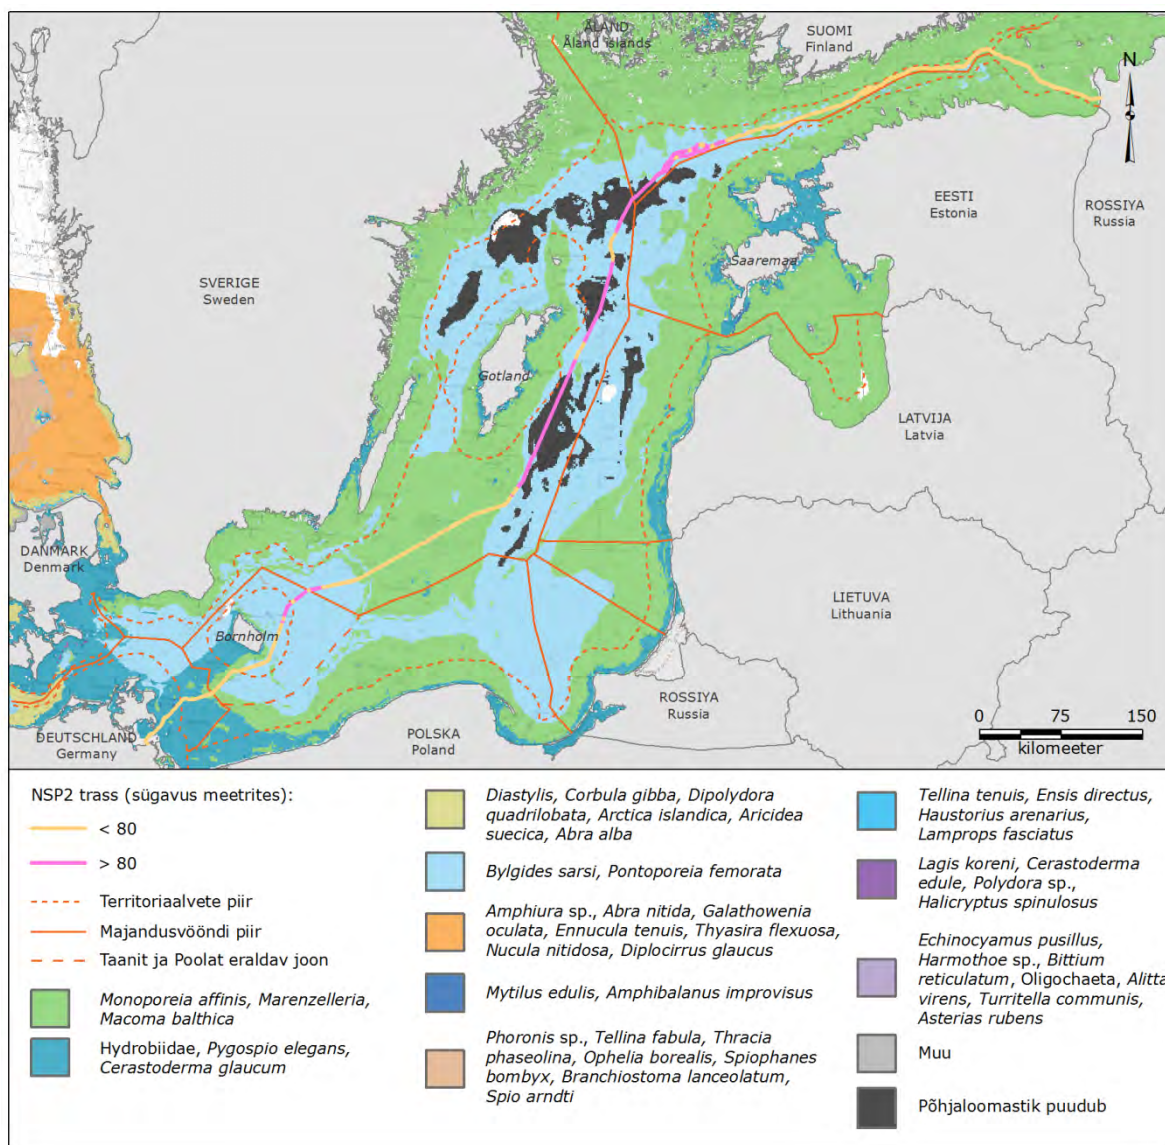 ÅLAND
Åland islands
SUOMI
Finland
N
EESTI
Estonia
ROSSIYA
Russia
SVERIGE
Sweden
Saaremaa
Gotland
LATVIJA
Latvia
DANMARK
Denmark
LIETUVA
Lithuania
Bornholm
ROSSIYA
Russia
DEUTSCHLAND
Germany
POLSKA
Poland
0 75 150
kilomeeter
NSP2 trass (sügavus meetrites):
< 80
> 80
Territoriaalvete piir
Majandusvööndi piir
Taanit ja Poolat eraldav joon
Monoporeia affinis, Marenzelleria,
Macoma balthica
Hydrobiidae, Pygospio elegans,
Cerastoderma glaucum
Diastylis, Corbula gibba, Dipolydora
quadrilobata, Arctica islandica, Aricidea
suecica, Abra alba
Bylgides sarsi, Pontoporeia femorata
Amphiura sp., Abra nitida, Galathowenia
oculata, Ennucula tenuis, Thyasira flexuosa,
Nucula nitidosa, Diplocirrus glaucus
Mytilus edulis, Amphibalanus improvisus
Phoronis sp., Tellina fabula, Thracia
phaseolina, Ophelia borealis, Spiophanes
bombyx, Branchiostoma lanceolatum,
Spio arndti
Tellina tenuis, Ensis directus,
Haustorius arenarius,
Lamprops fasciatus
Lagis koreni, Cerastoderma
edule, Polydora sp.,
Halicryptus spinulosus
Echinocyamus pusillus,
Harmothoe sp., Bittium
reticulatum, Oligochaeta, Alitta
virens, Turritella communis,
Asterias rubens
Muu
Põhjaloomastik puudub